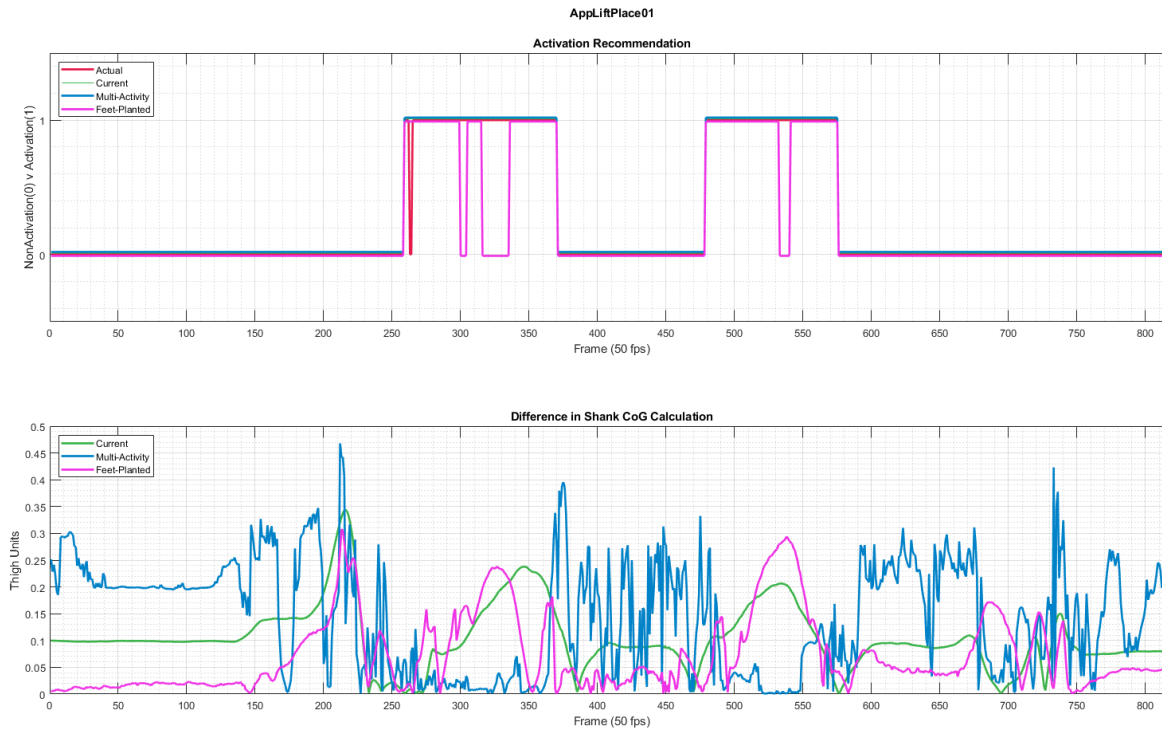 AppLiftPlace01
Activation Recommendation
Actual
Current
Multi-Activity
Feet-Planted
NonActivation(0) v Activation(1)
1
0
0 50 100 150 200 250 300 350 400 450 500 550 600 650 700 750 800
Frame (50 fps)
Difference in Shank CoG Calculation
Current
Multi-Activity
Feet-Planted
Thigh Units
0.5
0.45
0.4
0.35
0.3
0.25
0.2
0.15
0.1
0.05
0
0 50 100 150 200 250 300 350 400 450 500 550 600 650 700 750 800
Frame (50 fps)